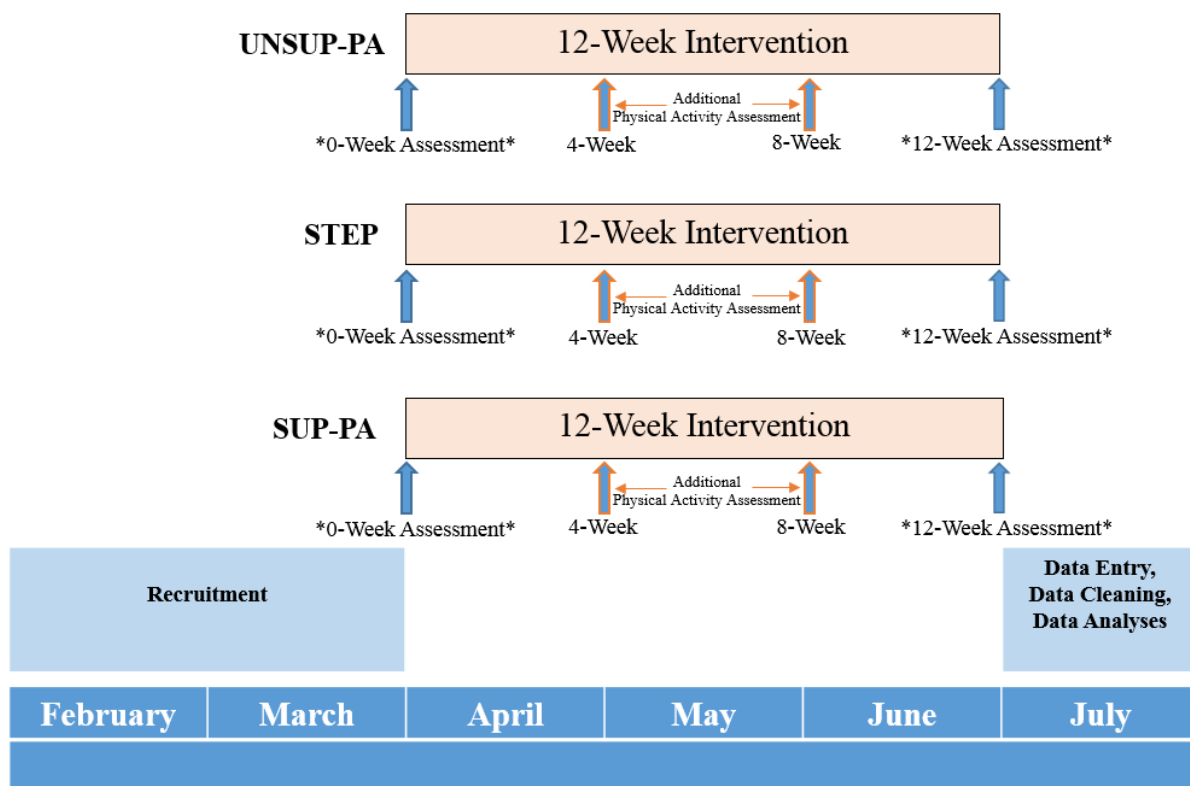 UNSUP-PA
12-Week Intervention
Additional
Physical Activity Assessment
*0-Week Assessment*
4-Week
8-Week
*12-Week Assessment*
STEP
12-Week Intervention
Additional
Physical Activity Assessment
*0-Week Assessment*
4-Week
8-Week
*12-Week Assessment*
SUP-PA
12-Week Intervention
Additional
Physical Activity Assessment
*0-Week Assessment*
4-Week
8-Week
*12-Week Assessment*
Recruitment
Data Entry,
Data Cleaning,
Data Analyses
February
March
April
May
June
July